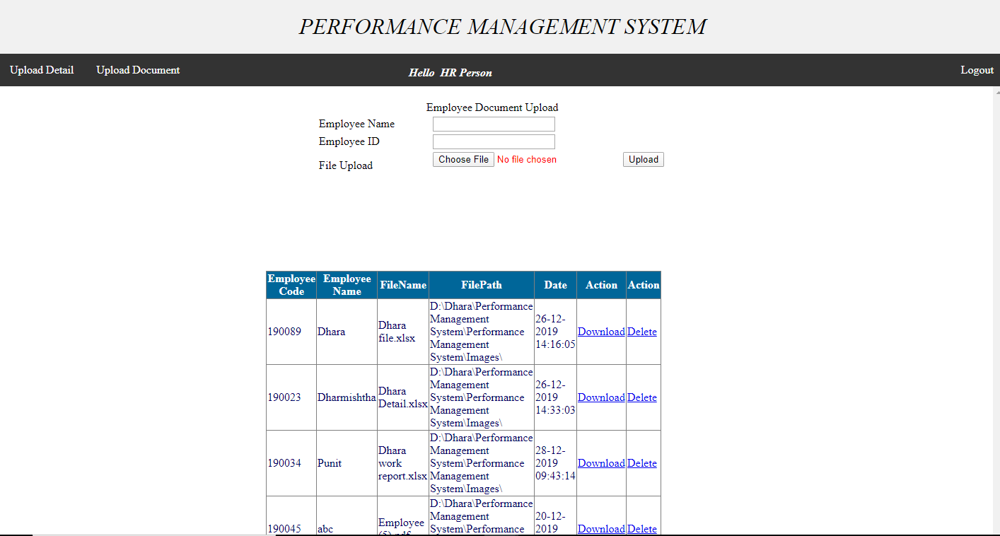 PERFORMANCE MANAGEMENT SYSTEM
Upload Detail Upload Document Hello HR Person Logout
Employee Document Upload
Employee Name
Employee ID
File Upload Choose File No file chosen Upload
Employee Code Employee Name FileName FilePath Date Action Action
190089 Dhara Dhara file.xlsx D:\Dhara\Performance Management System\Performance Management System\Images\ 26-12-2019 14:16:05 Download Delete
190023 Dharmishtha Dhara Detail.xlsx D:\Dhara\Performance Management System\Performance Management System\Images\ 26-12-2019 14:33:03 Download Delete
190034 Punit Dhara work report.xlsx D:\Dhara\Performance Management System\Performance Management System\Images\ 28-12-2019 09:43:14 Download Delete
190045 abc Employee D:\Dhara\Performance Management System\Performance 20-12-2019 Download Delete